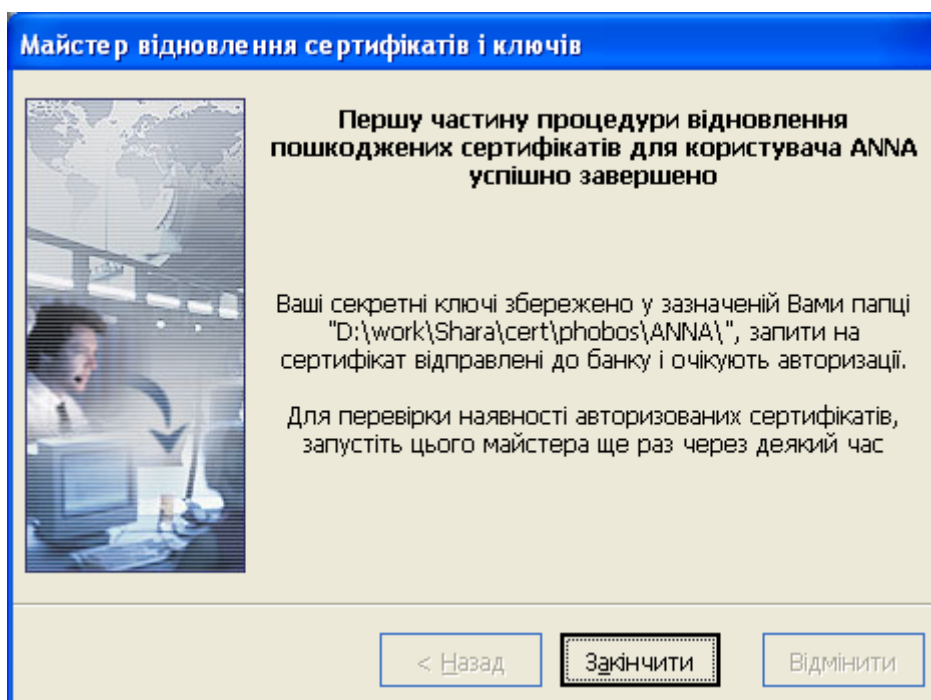 Майстер відновлення сертифікатів і ключів
Першу частину процедури відновлення
пошкоджених сертифікатів для користувача ANNA
успішно завершено
Ваші секретні ключі збережено у зазначеній Вами папці
"D:\work\Shara\cert\phobos\ANNA\", запити на
сертифікат відправлені до банку і очікують авторизації.
Для перевірки наявності авторизованих сертифікатів,
запустіть цього майстера ще раз через деякий час
< Назад
Закінчити
Відмінити